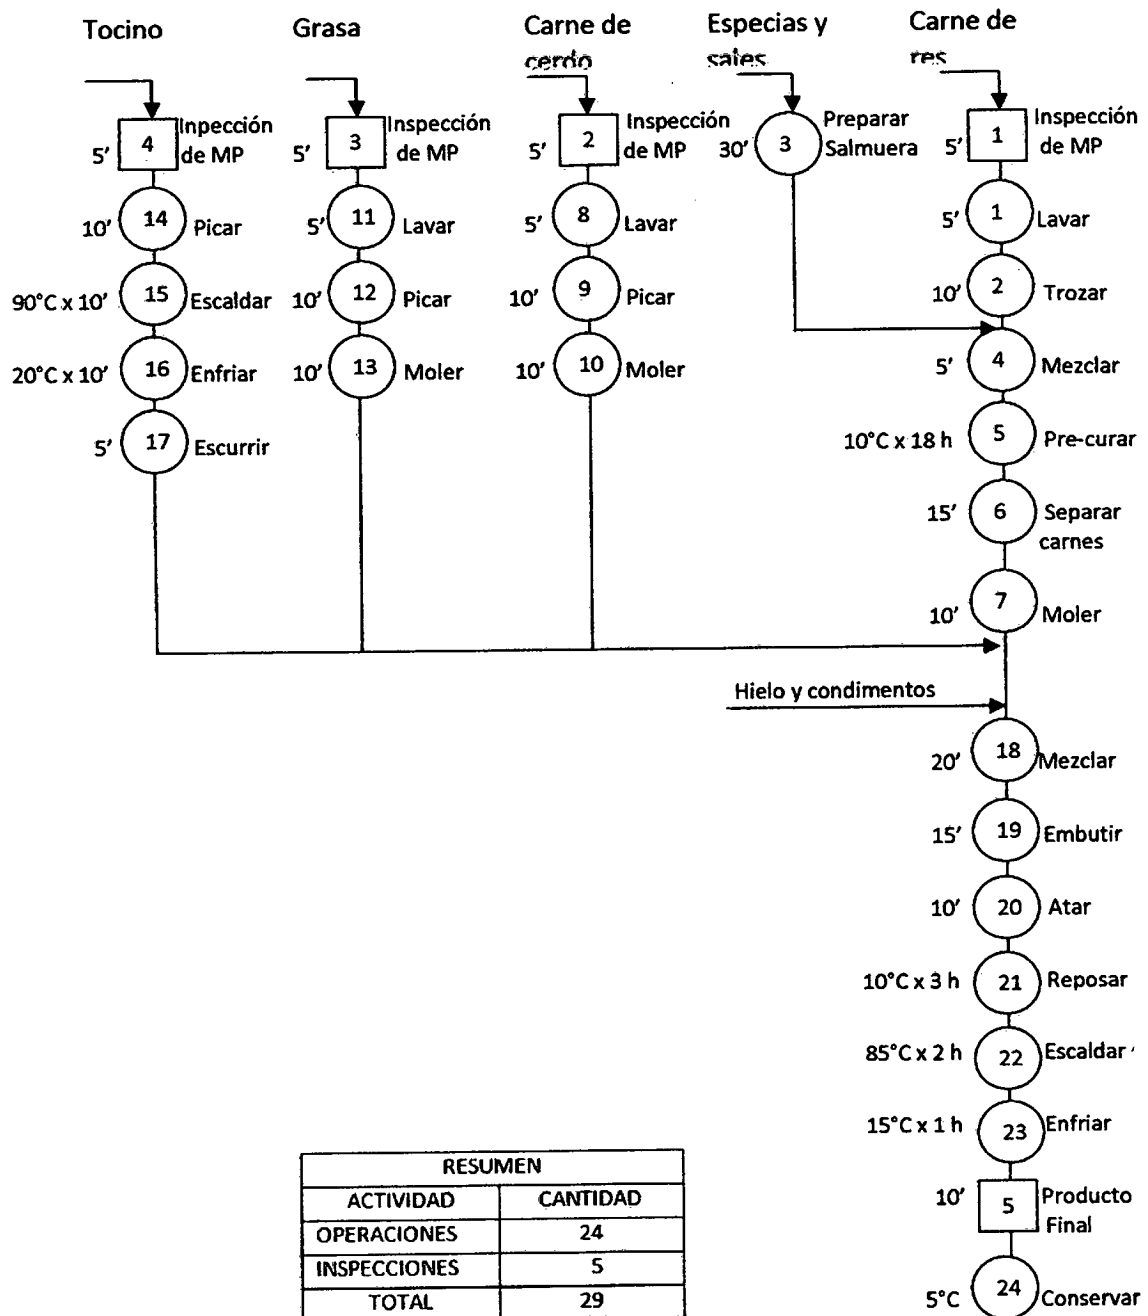 Tocino
Grasa
Carne de
cerdo
Especias y
sales
Carne de
res
4
Inpección
de MP
5'
14
10'
Picar
15
90°C x 10'
Escaldar
16
20°C x 10'
Enfriar
17
5'
Escurrir
3
Inspección
de MP
5'
11
5'
Lavar
12
10'
Picar
13
10'
Moler
2
Inspección
de MP
5'
8
5'
Lavar
9
10'
Picar
10
10'
Moler
3
30'
Preparar
Salmuera
1
Inspección
de MP
5'
1
5'
Lavar
2
10'
Trozar
4
5'
Mezclar
5
10°C x 18 h
Pre-curar
6
15'
Separar
carnes
7
10'
Moler
Hielo y condimentos
18
20'
Mezclar
19
15'
Embutir
20
10'
Atar
21
10°C x 3 h
Reposar
22
85°C x 2 h
Escaldar
23
15°C x 1 h
Enfriar
5
10'
Producto
Final
24
5°C
Conservar
RESUMEN
ACTIVIDAD CANTIDAD
OPERACIONES 24
INSPECCIONES 5
TOTAL 29